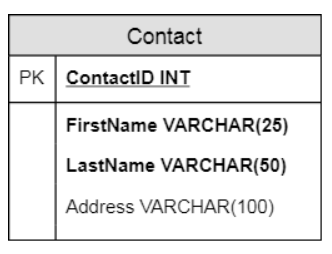 Contact
PK ContactID INT
FirstName VARCHAR(25)
LastName VARCHAR(50)
Address VARCHAR(100)